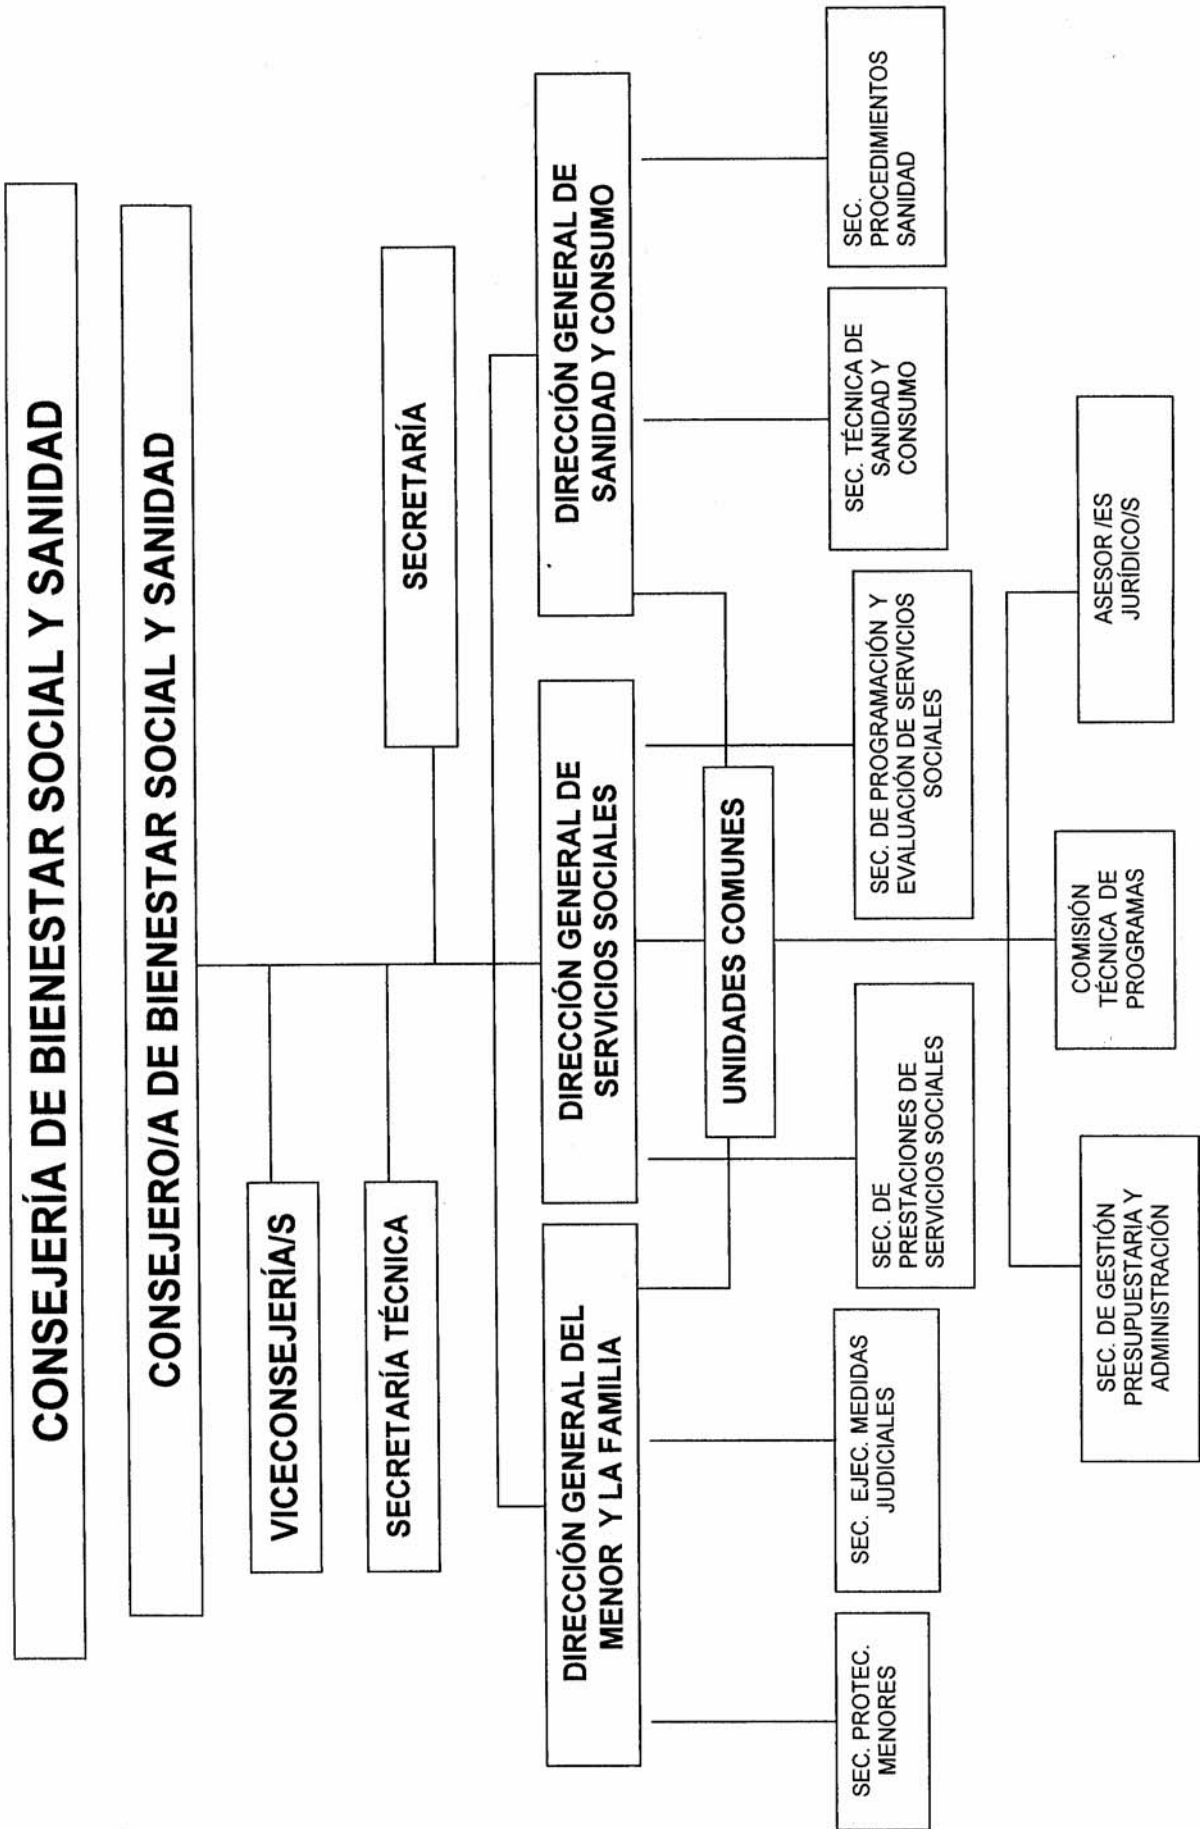 CONSEJERÍA DE BIENESTAR SOCIAL Y SANIDAD
CONSEJERO/A DE BIENESTAR SOCIAL Y SANIDAD
VICECONSEJERÍA/S
SECRETARÍA TÉCNICA
SECRETARÍA
DIRECCIÓN GENERAL DEL
MENOR Y LA FAMILIA
DIRECCIÓN GENERAL DE
SERVICIOS SOCIALES
DIRECCIÓN GENERAL DE
SANIDAD Y CONSUMO
UNIDADES COMUNES
SEC. PROTEC.
MENORES
SEC. EJEC. MEDIDAS
JUDICIALES
SEC. DE
PRESTACIONES DE
SERVICIOS SOCIALES
SEC. DE PROGRAMACIÓN Y
EVALUACIÓN DE SERVICIOS
SOCIALES
SEC. TÉCNICA DE
SANIDAD Y
CONSUMO
SEC.
PROCEDIMIENTOS
SANIDAD
SEC. DE GESTIÓN
PRESUPUESTARIA Y
ADMINISTRACIÓN
COMISIÓN
TÉCNICA DE
PROGRAMAS
ASESOR /ES
JURÍDICO/S